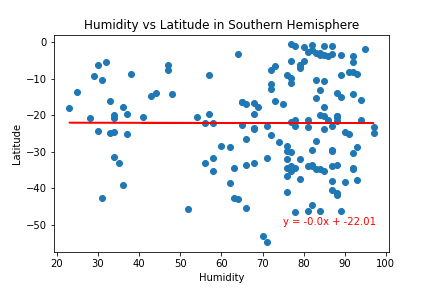 Humidity vs Latitude in Southern Hemisphere
0
−10
−20
−30
−40
−50
Latitude
y = -0.0x + -22.01
20 30 40 50 60 70 80 90 100
Humidity